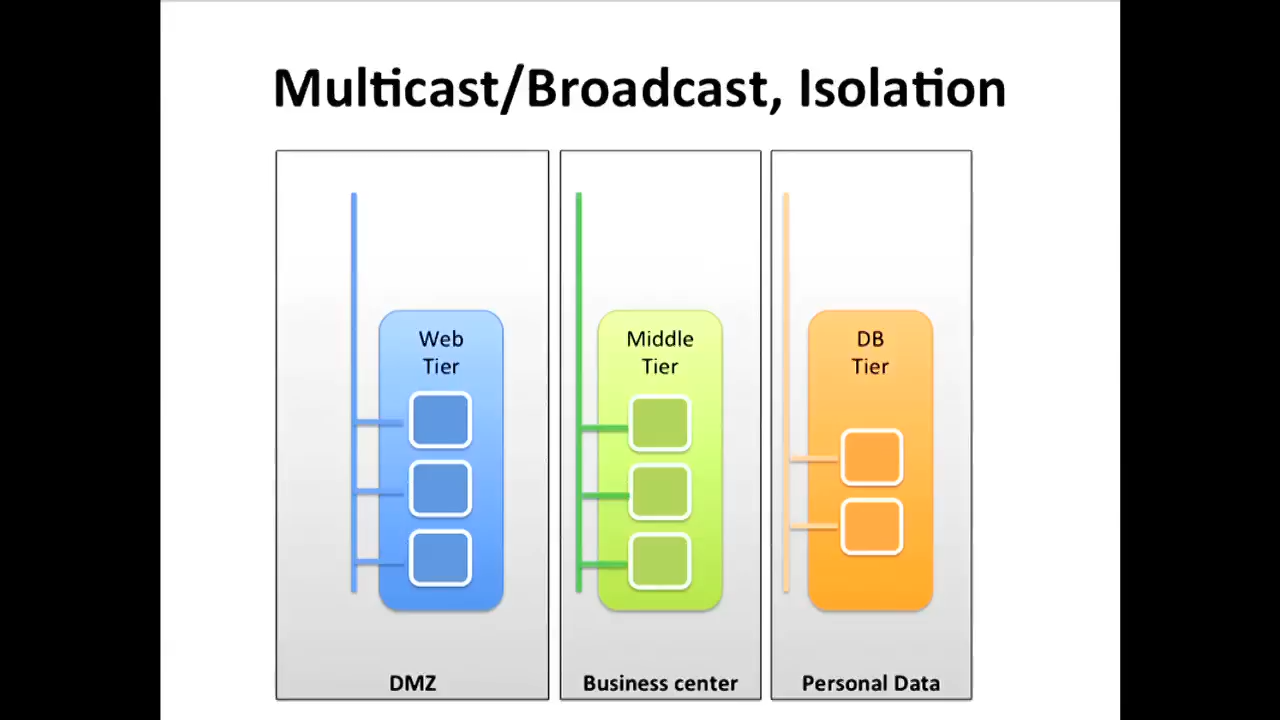 Multicast/Broadcast, Isolation
Web
Tier
Middle
Tier
DB
Tier
DMZ
Business center
Personal Data